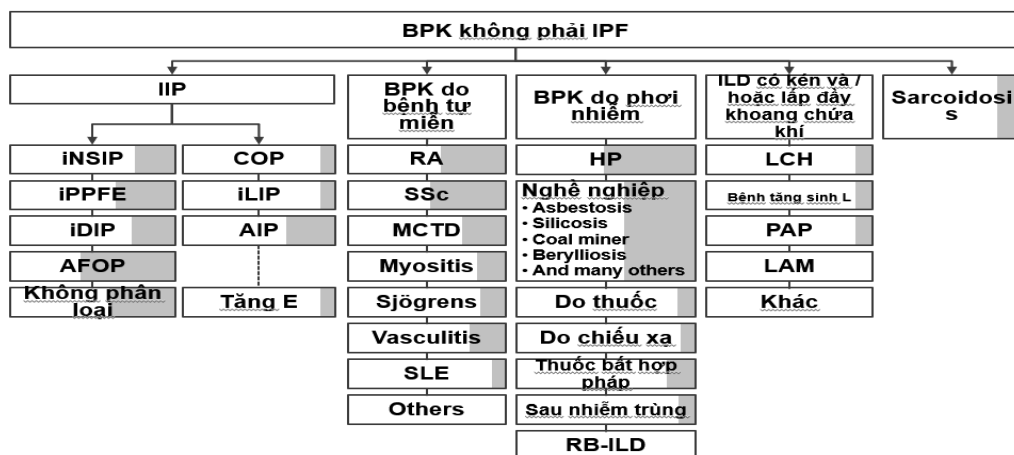 BPK không phải IPF
IIP
iNSIP
iPPFE
iDIP
AFOP
Không phân
loại
COP
iLIP
AIP
Tăng E
BPK do
bệnh tự
miễn
RA
SSc
MCTD
Myositis
Sjögrens
Vasculitis
SLE
Others
BPK do phơi
nhiễm
HP
Nghề nghiệp
• Asbestosis
• Silicosis
• Coal miner
• Berylliosis
• And many others
Do thuốc
Do chiếu xạ
Thuốc bất hợp
pháp
Sau nhiễm trùng
RB-ILD
ILD có kén và /
hoặc lấp đầy
khoang chứa
khí
LCH
Bệnh tăng sinh L
PAP
LAM
Khác
Sarcoidosi
s